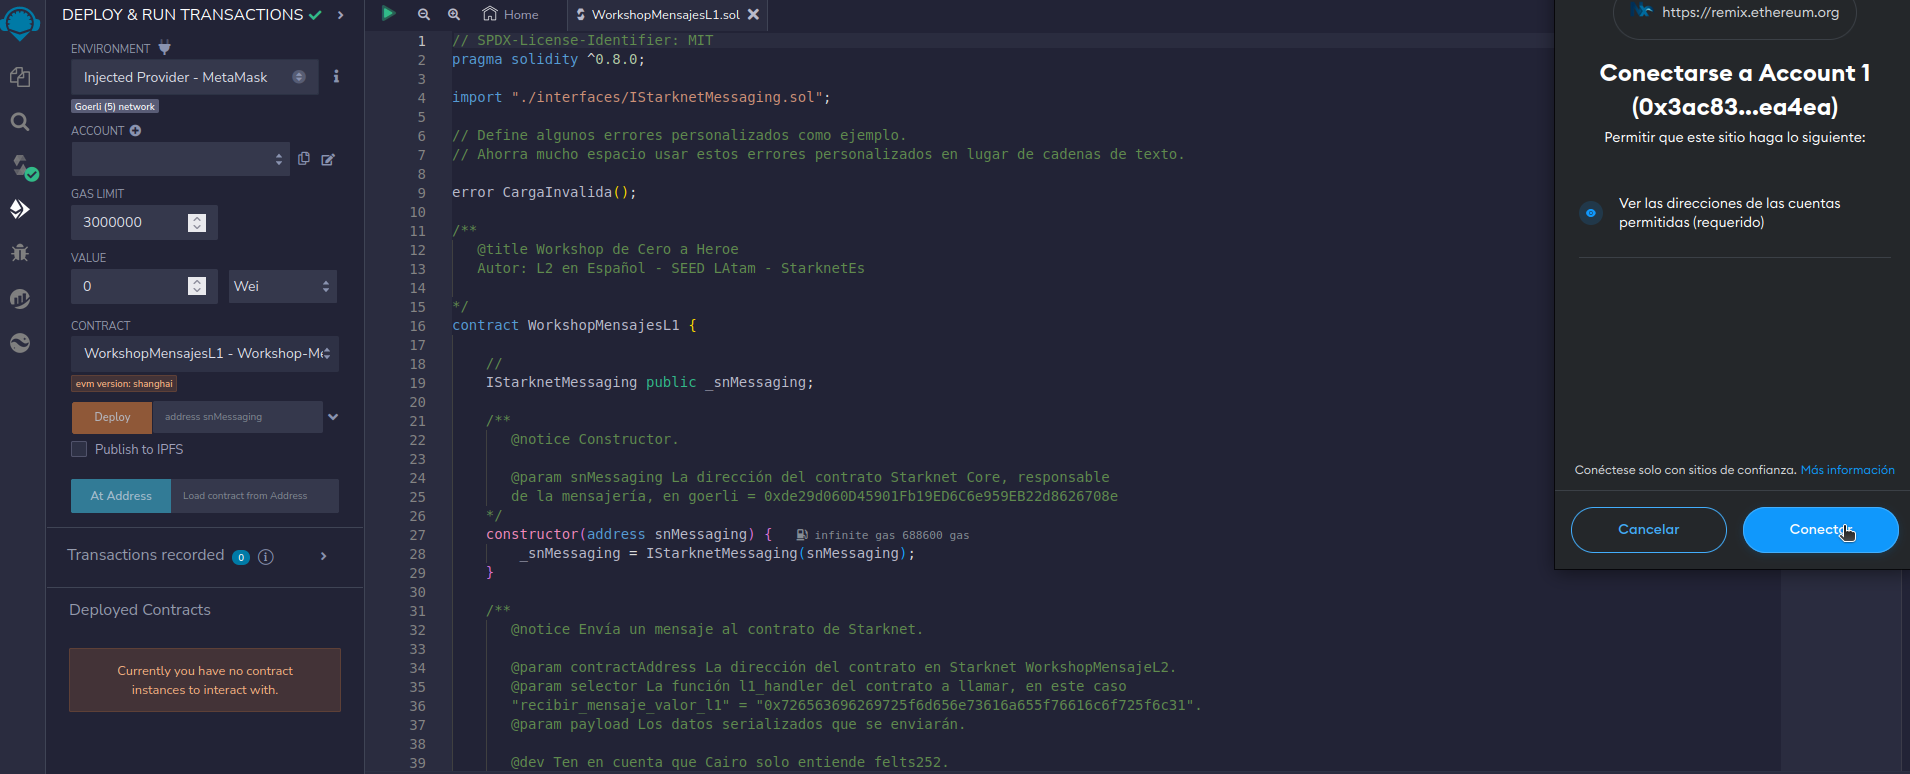 DEPLOY & RUN TRANSACTIONS
ENVIRONMENT
Injected Provider - MetaMask
Goerli (5) network
ACCOUNT
GAS LIMIT
3000000
VALUE
0
Wei
CONTRACT
WorkshopMensajesL1 - Workshop-Me
evm version: shanghai
Deploy
address snMessaging
Publish to IPFS
At Address
Load contract from Address
Transactions recorded 0
Deployed Contracts
Currently you have no contract
instances to interact with.
Home
WorkshopMensajesL1.sol
1 // SPDX-License-Identifier: MIT
2 pragma solidity ^0.8.0;
3
4 import "./interfaces/IStarknetMessaging.sol";
5
6 // Define algunos errores personalizados como ejemplo.
7 // Ahorra mucho espacio usar estos errores personalizados en lugar de cadenas de texto.
8
9 error CargaInvalida();
10
11 /**
12 @title Workshop de Cero a Heroe
13 Autor: L2 en Español - SEED LAtam - StarknetEs
14
15 */
16 contract WorkshopMensajesL1 {
17
18 //
19 IStarknetMessaging public _snMessaging;
20
21 /**
22 @notice Constructor.
23
24 @param snMessaging La dirección del contrato Starknet Core, responsable
25 de la mensajería, en goerli = 0xde29d060D45901Fb19ED6C6e959EB22d8626708e
26 */
27 constructor(address snMessaging) { infinite gas 688600 gas
28 _snMessaging = IStarknetMessaging(snMessaging);
29 }
30
31 /**
32 @notice Envía un mensaje al contrato de Starknet.
33
34 @param contractAddress La dirección del contrato en Starknet WorkshopMensajeL2.
35 @param selector La función l1_handler del contrato a llamar, en este caso
36 "recibir_mensaje_valor_l1" = "0x726563696269725f6d656e73616a655f76616c6f725f6c31".
37 @param payload Los datos serializados que se enviarán.
38
39 @dev Ten en cuenta que Cairo solo entiende felts252.
https://remix.ethereum.org
Conectarse a Account 1
(0x3ac83...ea4ea)
Permitir que este sitio haga lo siguiente:
Ver las direcciones de las cuentas
permitidas (requerido)
Conéctese solo con sitios de confianza. Más información
Cancelar
Conectar